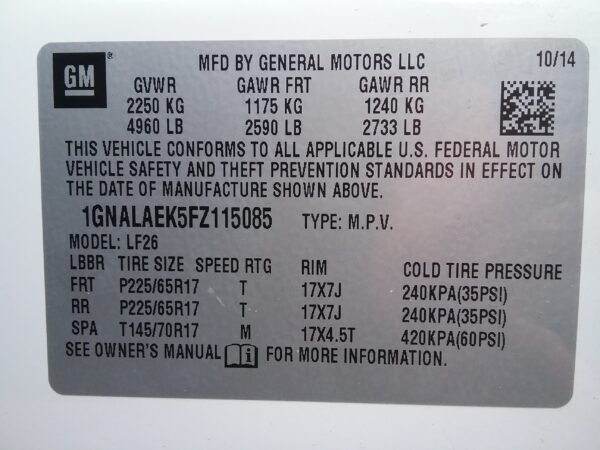 GM ®
MFD BY GENERAL MOTORS LLC 10/14
GVWR GAWR FRT GAWR RR
2250 KG 1175 KG 1240 KG
4960 LB 2590 LB 2733 LB
THIS VEHICLE CONFORMS TO ALL APPLICABLE U.S. FEDERAL MOTOR
VEHICLE SAFETY AND THEFT PREVENTION STANDARDS IN EFFECT ON
THE DATE OF MANUFACTURE SHOWN ABOVE.
1GNALAEK5FZ115085 TYPE: M.P.V.
MODEL: LF26
LBBR TIRE SIZE SPEED RTG RIM COLD TIRE PRESSURE
FRT P225/65R17 T 17X7J 240KPA(35PSI)
RR P225/65R17 T 17X7J 240KPA(35PSI)
SPA T145/70R17 M 17X4.5T 420KPA(60PSI)
SEE OWNER'S MANUAL FOR MORE INFORMATION.